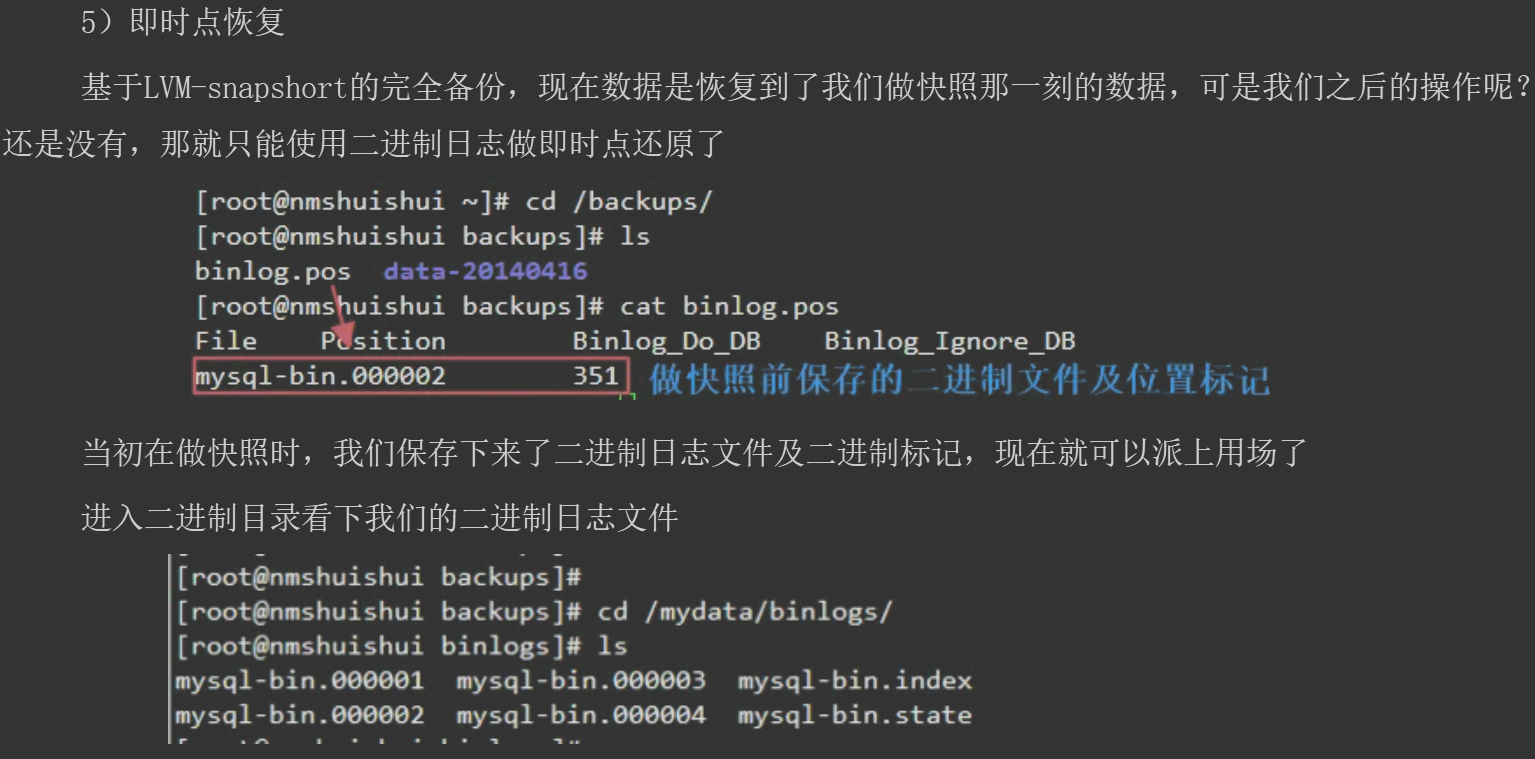 5）即时点恢复
基于LVM-snapshort的完全备份，现在数据是恢复到了我们做快照那一刻的数据，可是我们之后的操作呢？
还是没有，那就只能使用二进制日志做即时点还原了
[root@nmshuishui ~]# cd /backups/
[root@nmshuishui backups]# ls
binlog.pos  data-20140416
[root@nmshuishui backups]# cat binlog.pos
File    Position        Binlog_Do_DB    Binlog_Ignore_DB
mysql-bin.000002        351 做快照前保存的二进制文件及位置标记
当初在做快照时，我们保存下来了二进制日志文件及二进制标记，现在就可以派上用场了
进入二进制目录看下我们的二进制日志文件
[root@nmshuishui backups]#
[root@nmshuishui backups]# cd /mydata/binlogs/
[root@nmshuishui binlogs]# ls
mysql-bin.000001  mysql-bin.000003  mysql-bin.index
mysql-bin.000002  mysql-bin.000004  mysql-bin.state